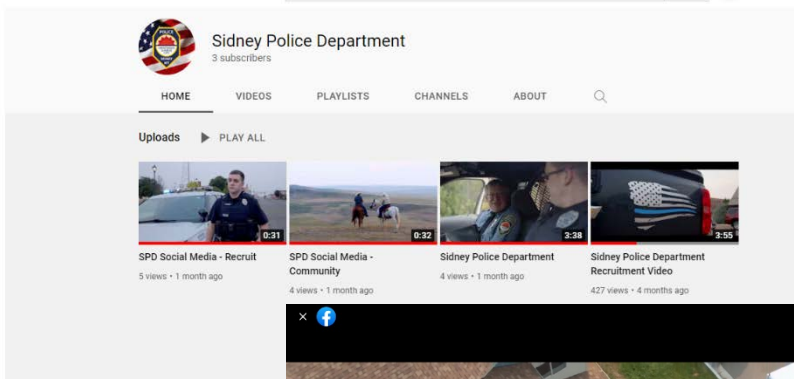 Sidney Police Department
3 subscribers
HOME VIDEOS PLAYLISTS CHANNELS ABOUT
Uploads PLAY ALL
0:31 0:32 3:38 3:55
SPD Social Media - Recruit
5 views • 1 month ago
SPD Social Media -
Community
4 views • 1 month ago
Sidney Police Department
4 views • 1 month ago
Sidney Police Department
Recruitment Video
427 views • 4 months ago